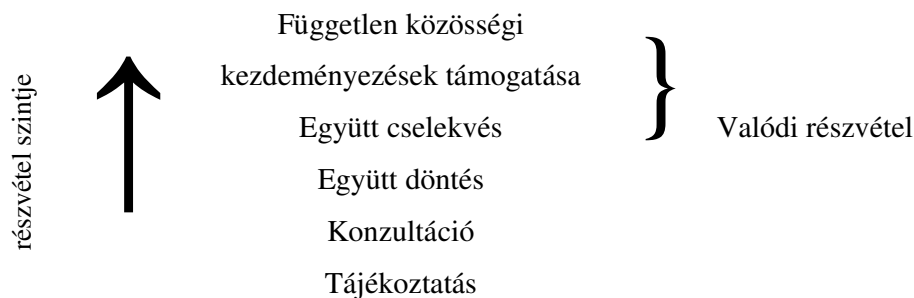 részvétel szintje
Független közösségi
kezdeményezések támogatása
Együtt cselekvés
Együtt döntés
Konzultáció
Tájékoztatás
}
Valódi részvétel